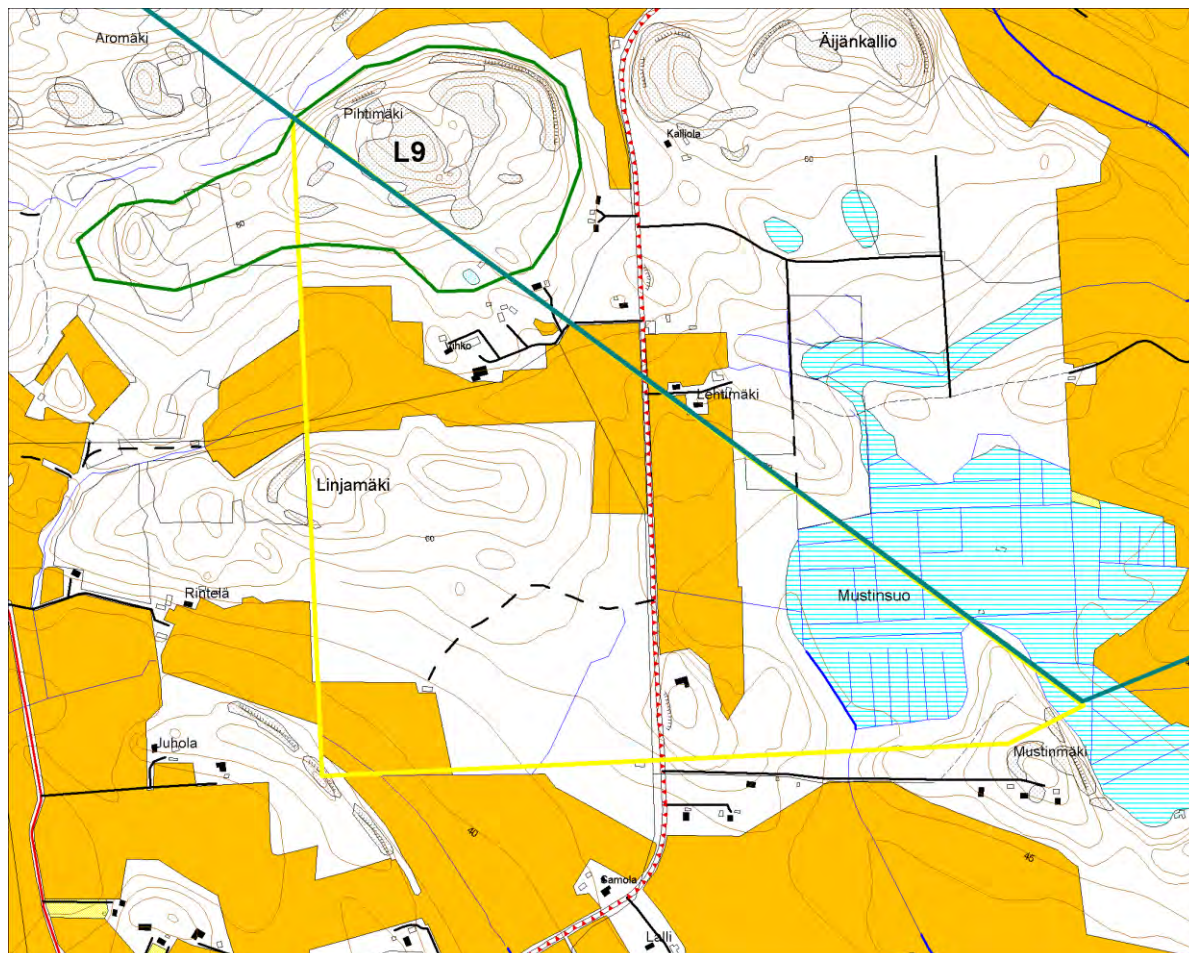 Aromäki
Äijänkallio
Pihtimäki
Kalliola
L9
60
Lehtimäki
Linjamäki
60
Mustinsuo
Rintelä
Juhola
Mustinmäki
40
45
Samola
Lalli